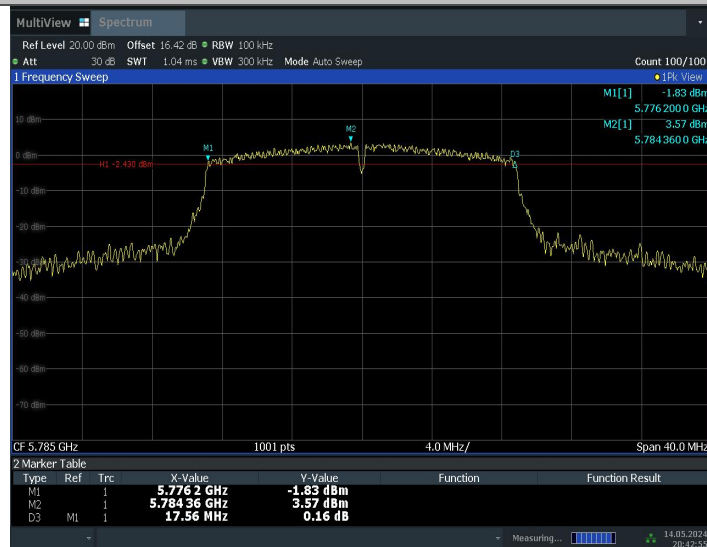 MultiView Spectrum
Ref Level 20.00 dBm Offset 16.42 dB RBW 100 kHz
Att 30 dB SWT 1.04 ms VBW 300 kHz Mode Auto Sweep Count 100/100
1 Frequency Sweep 1Pk View
M1[1] -1.83 dBm
5.776 200 0 GHz
M2[1] 3.57 dBm
5.784 360 0 GHz
10 dBm
M2
M1
0 dBm
D3
H1 -2.430 dBm
-10 dBm
-20 dBm
-30 dBm
-40 dBm
-50 dBm
-60 dBm
-70 dBm
CF 5.785 GHz 1001 pts 4.0 MHz/ Span 40.0 MHz
2 Marker Table
Type Ref Trc X-Value Y-Value Function Function Result
M1 1 5.776 2 GHz -1.83 dBm
M2 1 5.784 36 GHz 3.57 dBm
D3 M1 1 17.56 MHz 0.16 dB
Measuring... 14.05.2024
20:42:55